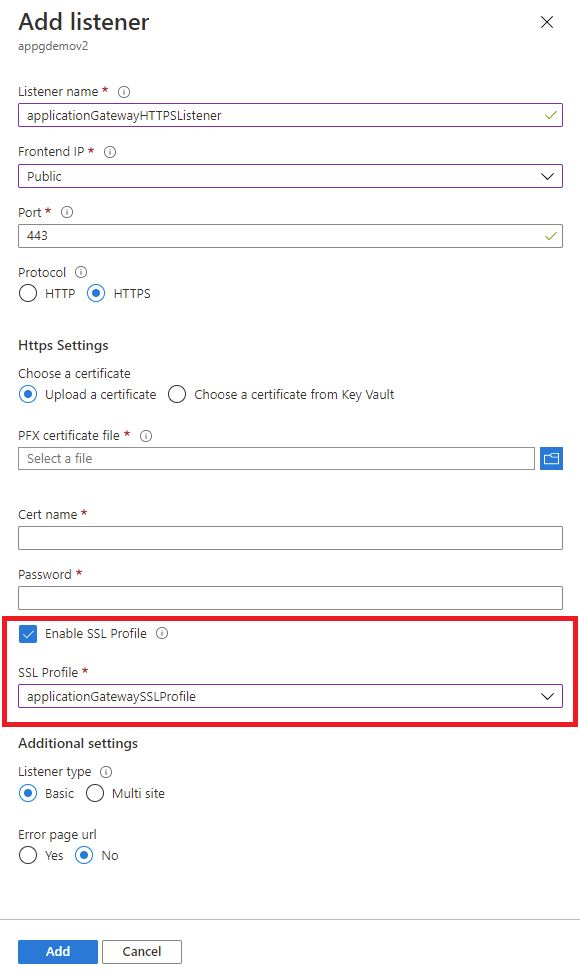 Add listener
appgdemov2
Listener name *
applicationGatewayHTTPSListener
Frontend IP *
Public
Port *
443
Protocol
HTTP HTTPS
Https Settings
Choose a certificate
Upload a certificate Choose a certificate from Key Vault
PFX certificate file *
Select a file
Cert name *
Password *
Enable SSL Profile
SSL Profile *
applicationGatewaySSLProfile
Additional settings
Listener type
Basic Multi site
Error page url
Yes No
Add Cancel